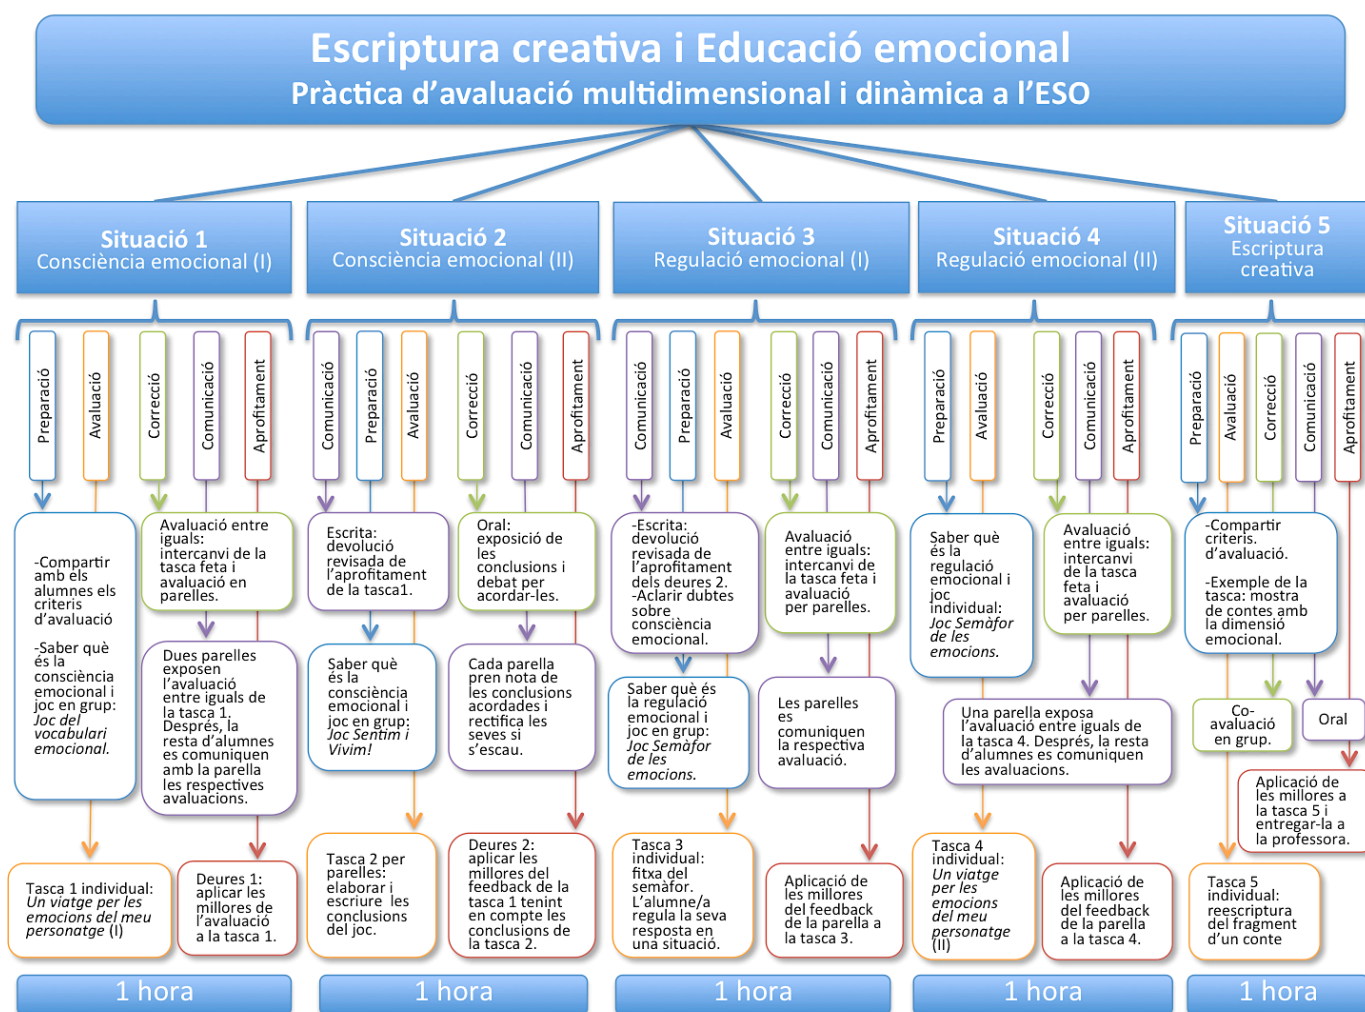 Escriptura creativa i Educació emocional
Pràctica d'avaluació multidimensional i dinàmica a l'ESO
Situació 1
Consciència emocional (I)
Situació 2
Consciència emocional (II)
Situació 3
Regulació emocional (I)
Situació 4
Regulació emocional (II)
Situació 5
Escriptura
creativa
Preparació
Avaluació
Correcció
Comunicació
Aprofitament
Comunicació
Preparació
Avaluació
Correcció
Comunicació
Aprofitament
Comunicació
Preparació
Avaluació
Correcció
Comunicació
Aprofitament
Preparació
Avaluació
Correcció
Comunicació
Aprofitament
Preparació
Avaluació
Correcció
Comunicació
Aprofitament
-Compartir
amb els
alumnes els
criteris
d'avaluació
-Saber què
és la
consciència
emocional i
joc en grup:
Joc del
vocabulari
emocional.
Avaluació entre
iguals:
intercanvi de la
tasca feta i
avaluació en
parelles.
Dues parelles
exposen
l'avaluació
entre iguals de
la tasca 1.
Després, la
resta d'alumnes
es comuniquen
amb la parella
les respectives
avaluacions.
Tasca 1 individual:
Un viatge per les
emocions del meu
personatge (I)
Deures 1:
aplicar les
millores de
l'avaluació
a la tasca 1.
Escrita:
devolució
revisada de
l'aprofitament
de la tasca1.
Saber què
és la
consciència
emocional i
joc en grup:
Joc Sentim i
Vivim!
Oral:
exposició de
les
conclusions i
debat per
acordar-les.
Cada parella
pren nota de
les conclusions
acordades i
rectifica les
seves si
s'escau.
Tasca 2 per
parelles:
elaborar i
escriure les
conclusions
del joc.
Deures 2:
aplicar les
millores del
feedback de la
tasca 1 tenint
en compte les
conclusions de
la tasca 2.
-Escrita:
devolució
revisada de
l'aprofitament
dels deures 2.
-Aclarir dubtes
sobre
consciència
emocional.
Saber què és
la regulació
emocional i
joc en grup:
Joc Semàfor
de les
emocions.
Avaluació
entre iguals:
intercanvi de
la tasca feta i
avaluació
per parelles.
Les parelles
es
comuniquen
la respectiva
avaluació.
Tasca 3
individual:
fitxa del
semàfor.
L'alumne/a
regula la seva
resposta en
una situació.
Aplicació de
les millores
del feedback
de la parella a
la tasca 3.
Saber què
és la
regulació
emocional i
joc
individual:
Joc Semàfor
de les
emocions.
Avaluació
entre iguals:
intercanvi
de la tasca
feta i
avaluació
per parelles.
Una parella exposa
l'avaluació entre iguals de
la tasca 4. Després, la resta
d'alumnes es comuniquen
les avaluacions.
Tasca 4
individual:
Un viatge
per les
emocions
del meu
personatge
(II)
Aplicació de
les millores
del feedback
de la parella
a la tasca 4.
-Compartir
criteris.
d'avaluació.
-Exemple de la
tasca: mostra
de contes amb
la dimensió
emocional.
Co-
avaluació
en grup.
Oral
Aplicació de
les millores a
la tasca 5 i
entregar-la a
la professora.
Tasca 5
individual:
reescriptura
del fragment
d'un conte
1 hora
1 hora
1 hora
1 hora
1 hora